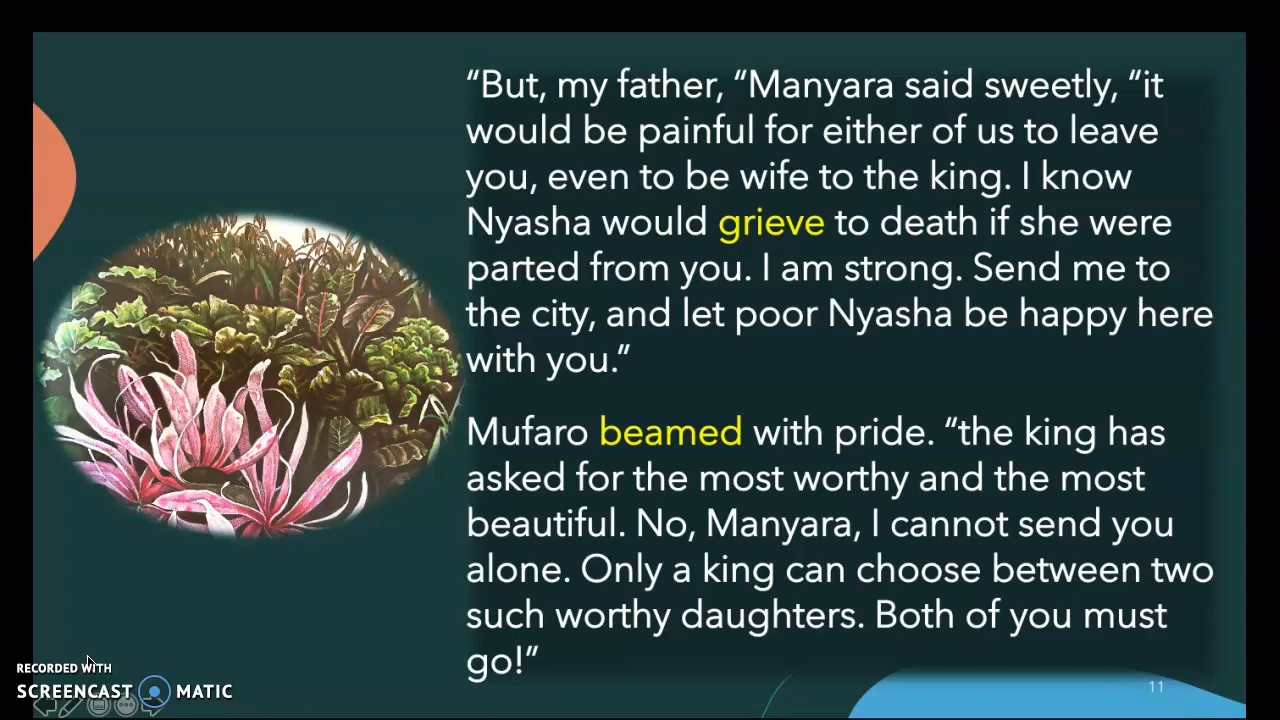 “But, my father, “Manyara said sweetly, “it
would be painful for either of us to leave
you, even to be wife to the king. I know
Nyasha would grieve to death if she were
parted from you. I am strong. Send me to
the city, and let poor Nyasha be happy here
with you.”
Mufaro beamed with pride. “the king has
asked for the most worthy and the most
beautiful. No, Manyara, I cannot send you
alone. Only a king can choose between two
such worthy daughters. Both of you must
go!”
RECORDED WITH
SCREENCAST MATIC
11